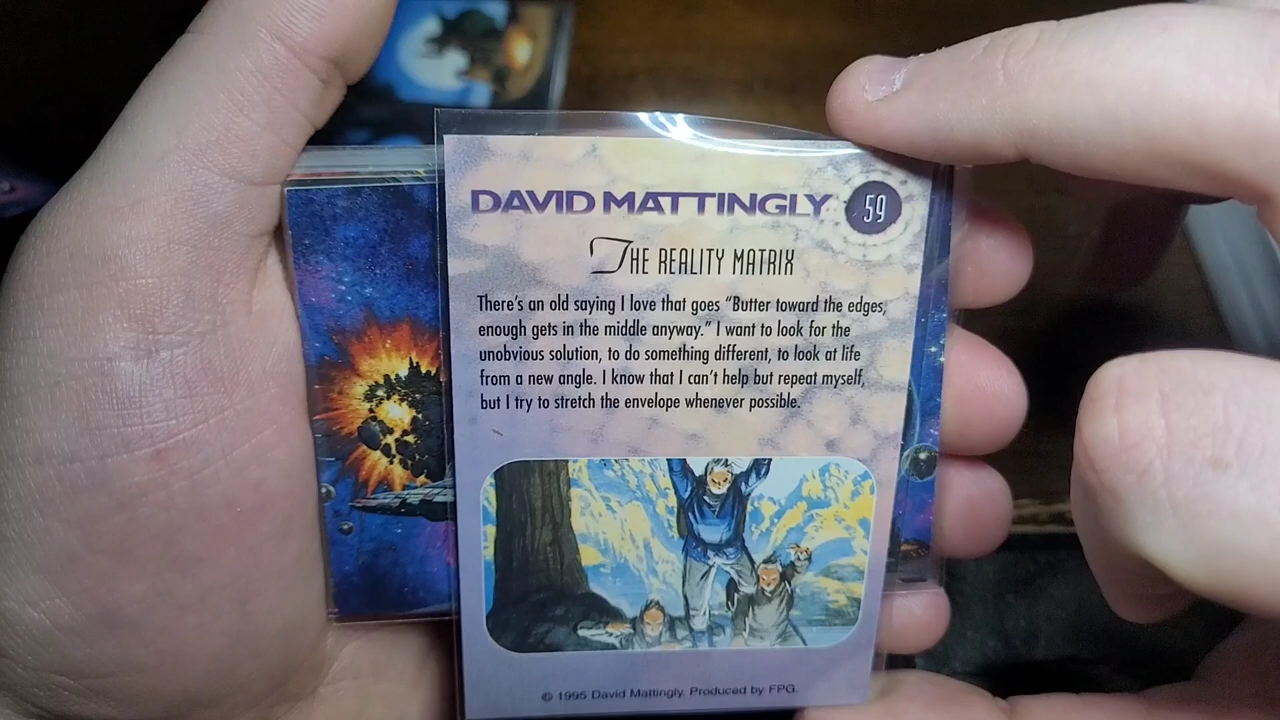 DAVID MATTINGLY 59
THE REALITY MATRIX
There's an old saying I love that goes “Butter toward the edges,
enough gets in the middle anyway.” I want to look for the
unobvious solution, to do something different, to look at life
from a new angle. I know that I can't help but repeat myself,
but I try to stretch the envelope whenever possible.
© 1995 David Mattingly. Produced by FPG.